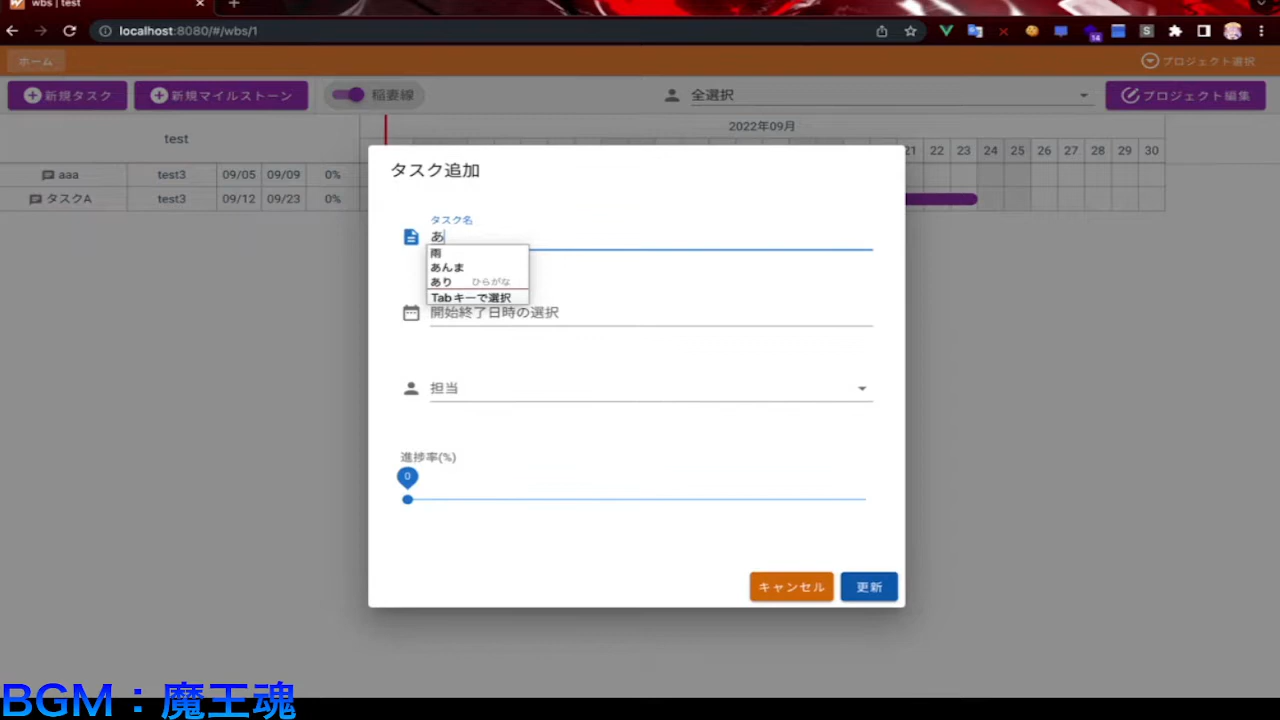 wbs | test
localhost:8080/#/wbs/1
14
S
ホーム
プロジェクト選択
新規タスク
新規マイルストーン
稲妻線
全選択
プロジェクト編集
test
2022年09月
21 22 23 24 25 26 27 28 29 30
aaa test3 09/05 09/09 0%
タスクA test3 09/12 09/23 0%
タスク追加
タスク名
あ
雨
あんま
あり ひらがな
Tabキーで選択
開始終了日時の選択
担当
進捗率(%)
0
キャンセル
更新
BGM：魔王魂